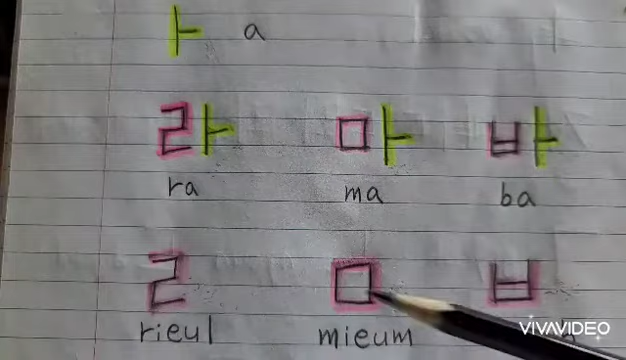 ㅏ a
라 마 바
ra ma ba
ㄹ ㅁ ㅂ
rieul mieum
VIVAVIDEO